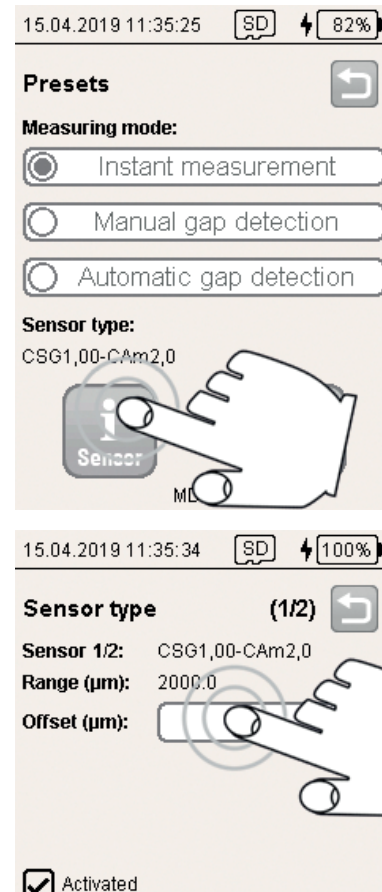 15.04.2019 11:35:25 SD 82%
Presets
Measuring mode:
Instant measurement
Manual gap detection
Automatic gap detection
Sensor type:
CSG1,00-CAm2,0
i
Sensor
15.04.2019 11:35:34 SD 100%
Sensor type (1/2)
Sensor 1/2: CSG1,00-CAm2,0
Range (µm): 2000.0
Offset (µm):
Activated